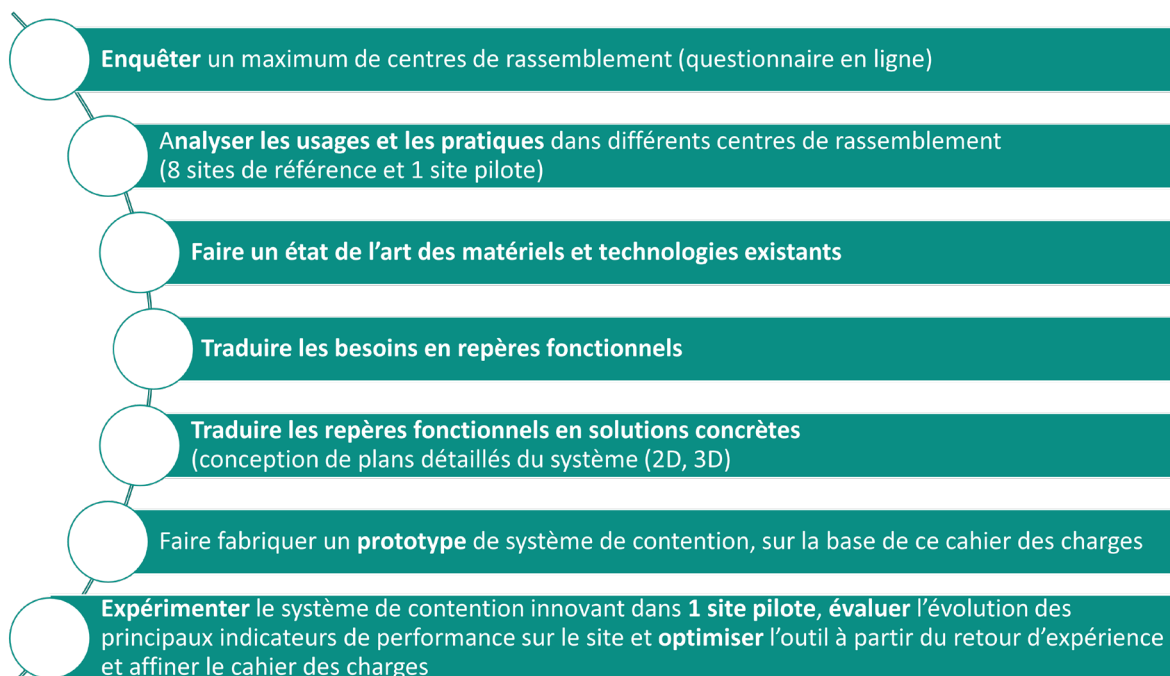 Enquêter un maximum de centres de rassemblement (questionnaire en ligne)
Analyser les usages et les pratiques dans différents centres de rassemblement
(8 sites de référence et 1 site pilote)
Faire un état de l’art des matériels et technologies existants
Traduire les besoins en repères fonctionnels
Traduire les repères fonctionnels en solutions concrètes
(conception de plans détaillés du système (2D, 3D)
Faire fabriquer un prototype de système de contention, sur la base de ce cahier des charges
Expérimenter le système de contention innovant dans 1 site pilote, évaluer l’évolution des
principaux indicateurs de performance sur le site et optimiser l’outil à partir du retour d’expérience
et affiner le cahier des charges